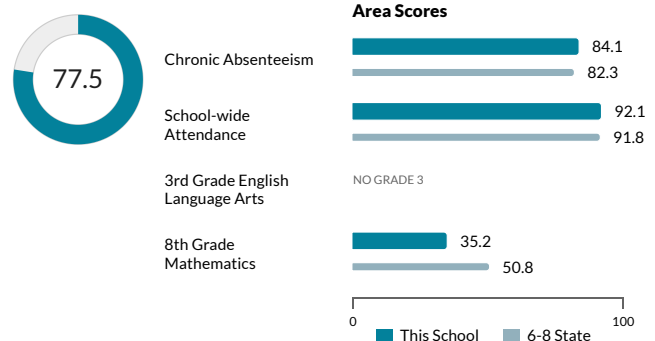 Area Scores
77.5
Chronic Absenteeism
84.1
82.3
School-wide
Attendance
92.1
91.8
3rd Grade English
Language Arts
NO GRADE 3
8th Grade
Mathematics
35.2
50.8
0
100
This School
6-8 State